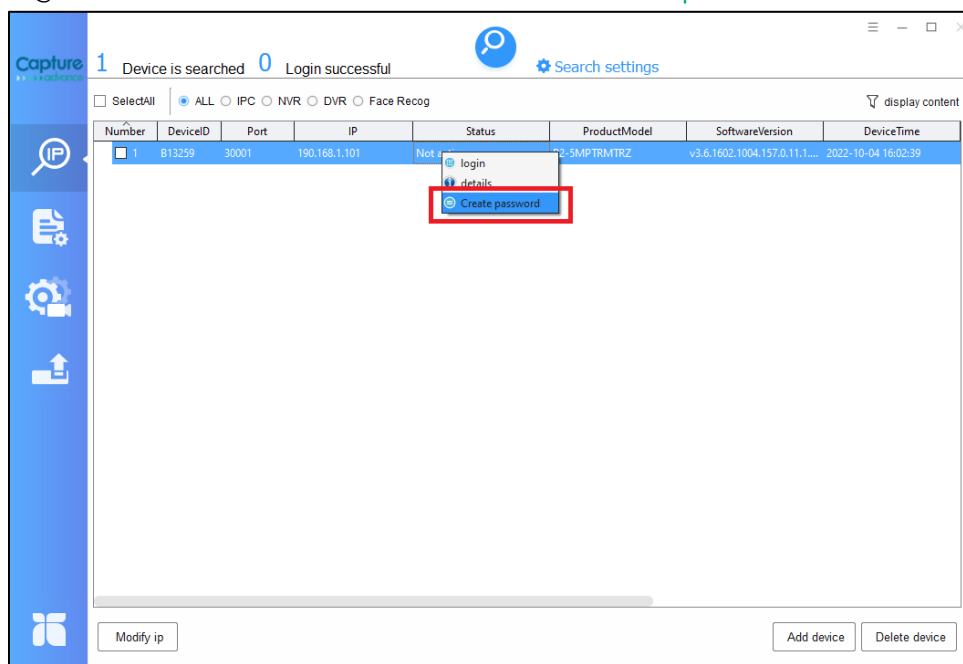 Capture
advance
1 Device is searched 0 Login successful
Search settings
SelectAll ALL IPC NVR DVR Face Recog display content
Number DeviceID Port IP Status ProductModel SoftwareVersion DeviceTime
1 B13259 30001 190.168.1.101 Not 2-5MPTRMTRZ v3.6.1602.1004.157.0.11.1.... 2022-10-04 16:02:39
login
details
Create password
IP
Modify ip Add device Delete device